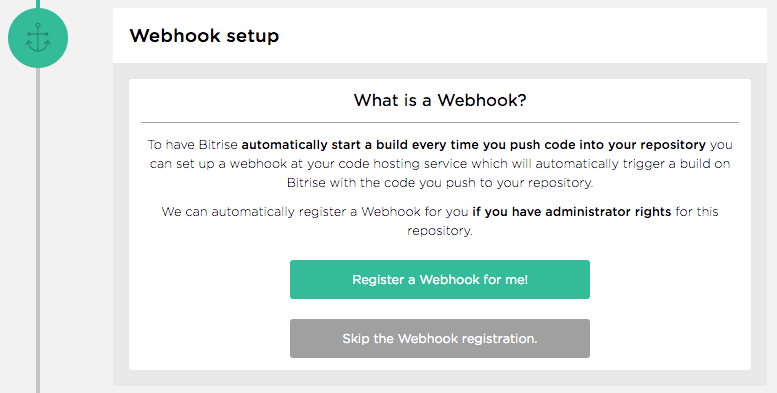 Webhook setup
What is a Webhook?
To have Bitrise automatically start a build every time you push code into your repository you
can set up a webhook at your code hosting service which will automatically trigger a build on
Bitrise with the code you push to your repository.
We can automatically register a Webhook for you if you have administrator rights for this
repository.
Register a Webhook for me!
Skip the Webhook registration.